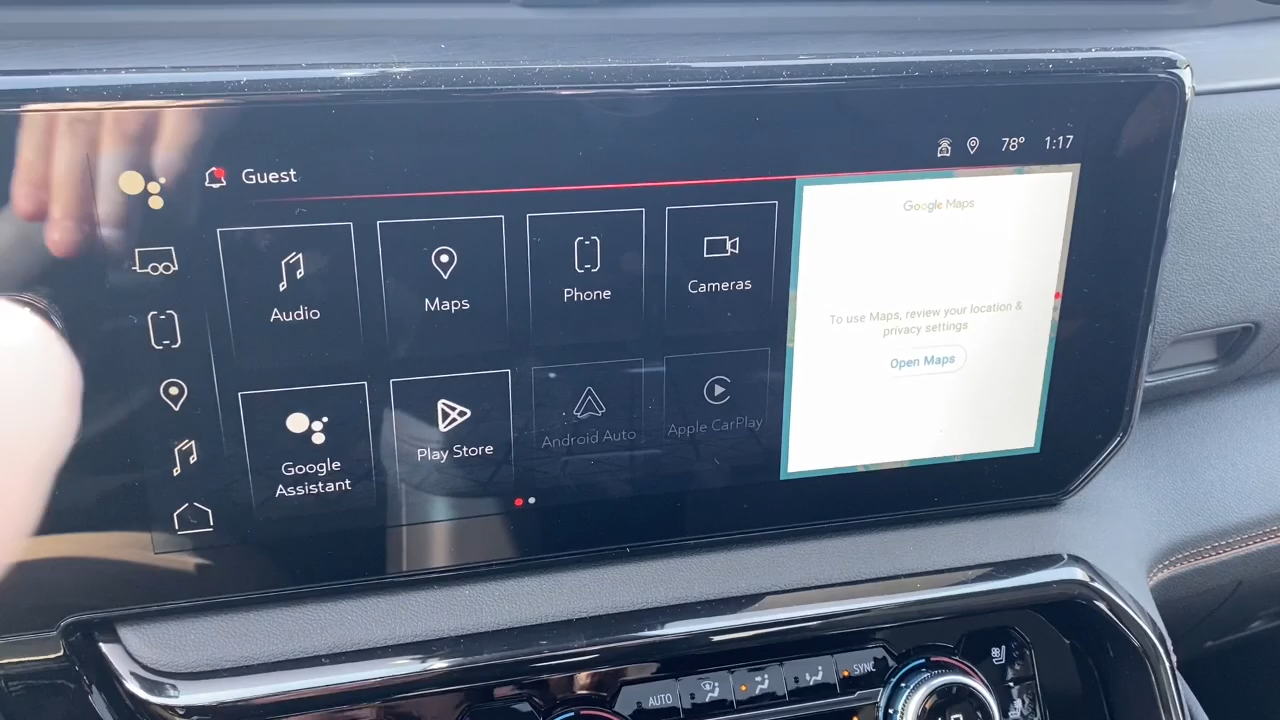 78° 1:17
Guest
Google Maps
Audio
Maps
Phone
Cameras
To use Maps, review your location &
privacy settings
Open Maps
Google
Assistant
Play Store
Android Auto
Apple CarPlay
AUTO
SYNC